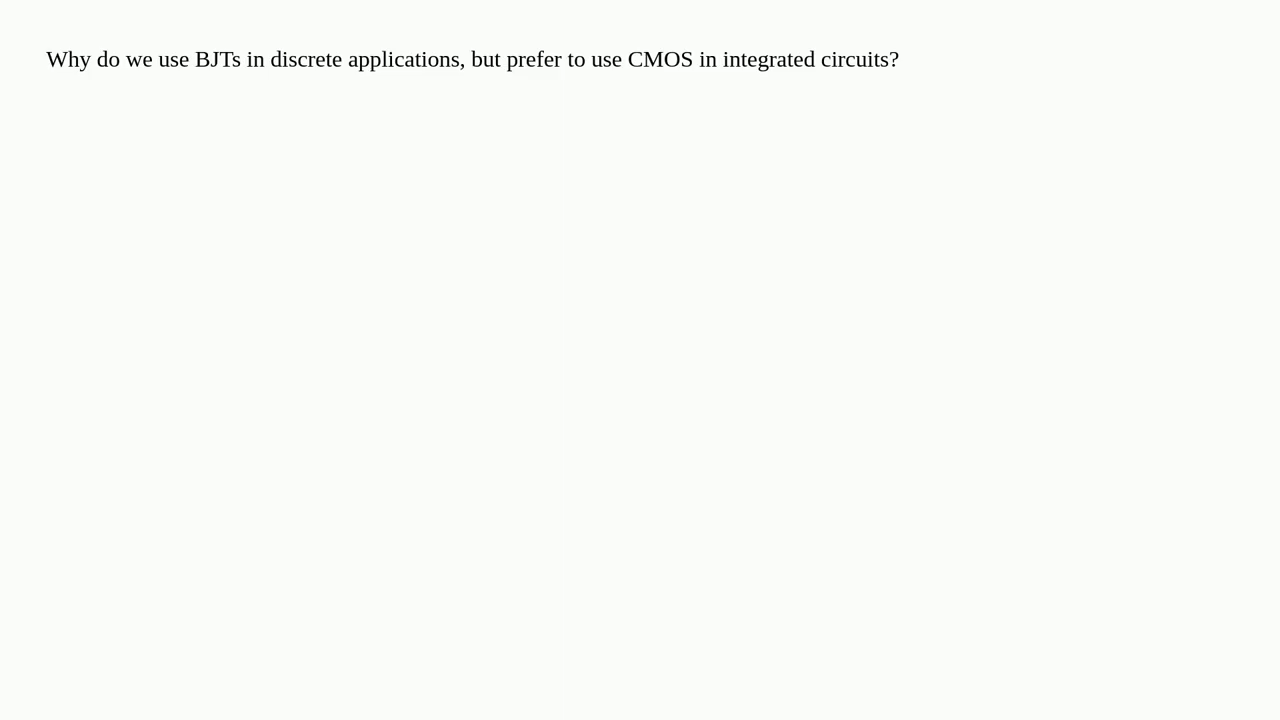 Why do we use BJTs in discrete applications, but prefer to use CMOS in integrated circuits?